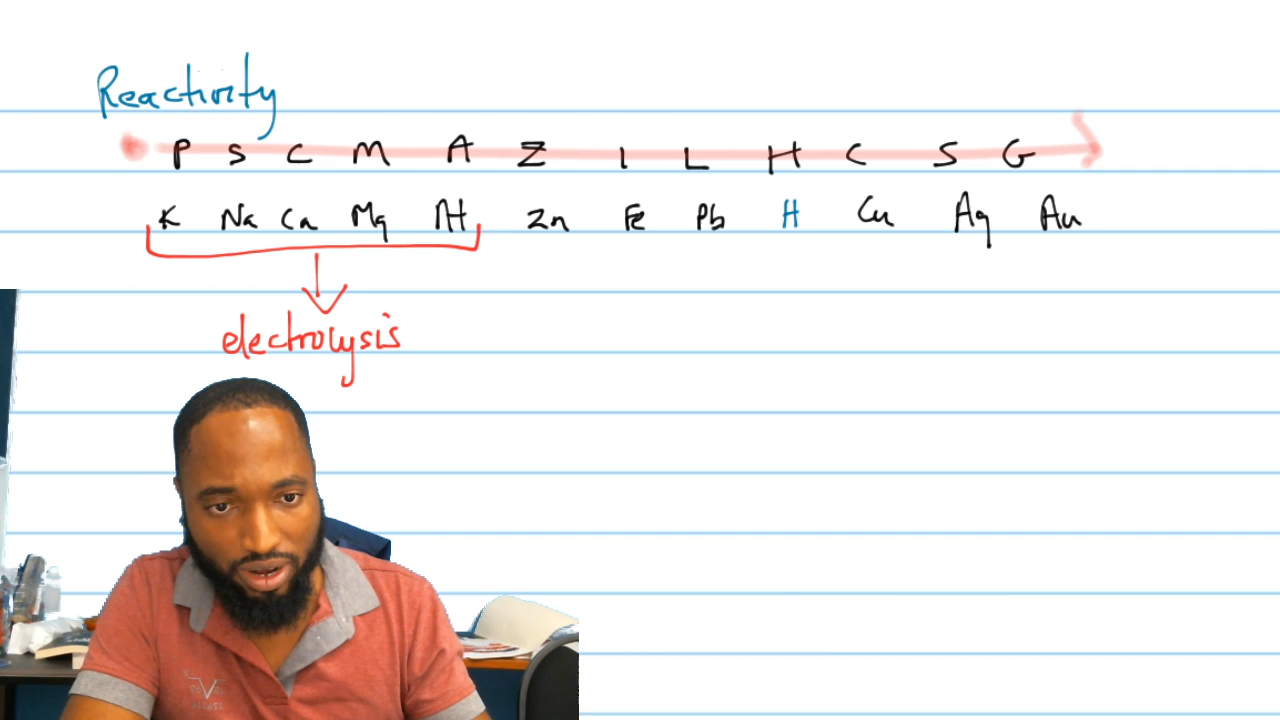 Reactivity
P S C M A Z I L H C S G
K Na Ca Mg Al Zn Fe Pb H Cu Ag Au
electrolysis